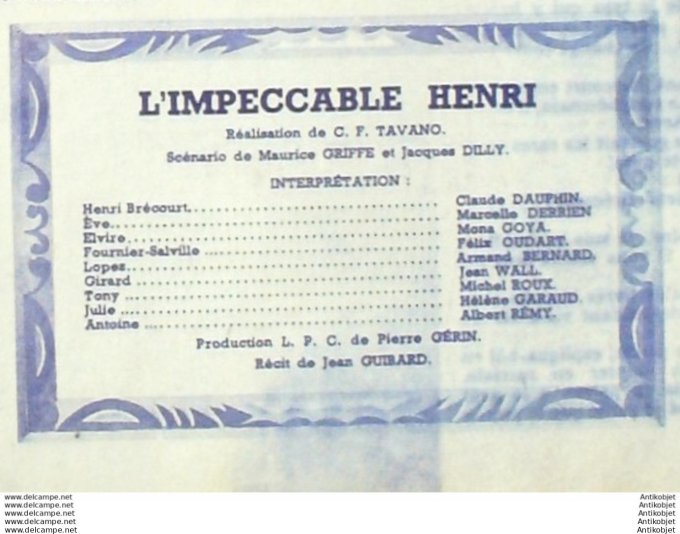 L'IMPECCABLE HENRI
Réalisation de C. F. TAVANO.
Scénario de Maurice GRIFFE et Jacques DILLY.
INTERPRÉTATION :
Henri Brécourt........ Claude DAUPHIN.
Ève........ Marcelle DERRIEN
Elvire........ Mona GOYA.
Fournier-Salville........ Félix OUDART.
Lopez........ Armand BERNARD.
Girard........ Jean WALL.
Tony........ Michel ROUX.
Julie........ Hélène GARAUD.
Antoine........ Albert RÉMY.
Production L. P. C. de Pierre GÉRIN.
Récit de Jean GUIBARD.
www.delcampe.net Antikobjet
www.delcampe.net Antikobjet
www.delcampe.net Antikobjet
www.delcampe.net Antikobjet
www.delcampe.net Antikobjet